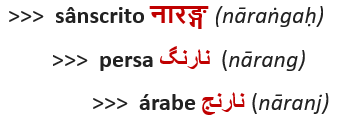 >>> sânscrito नारङ्ग (nāraṅgaḥ)
>>> persa نارنگ (nārang)
>>> árabe نارنج (nāranj)